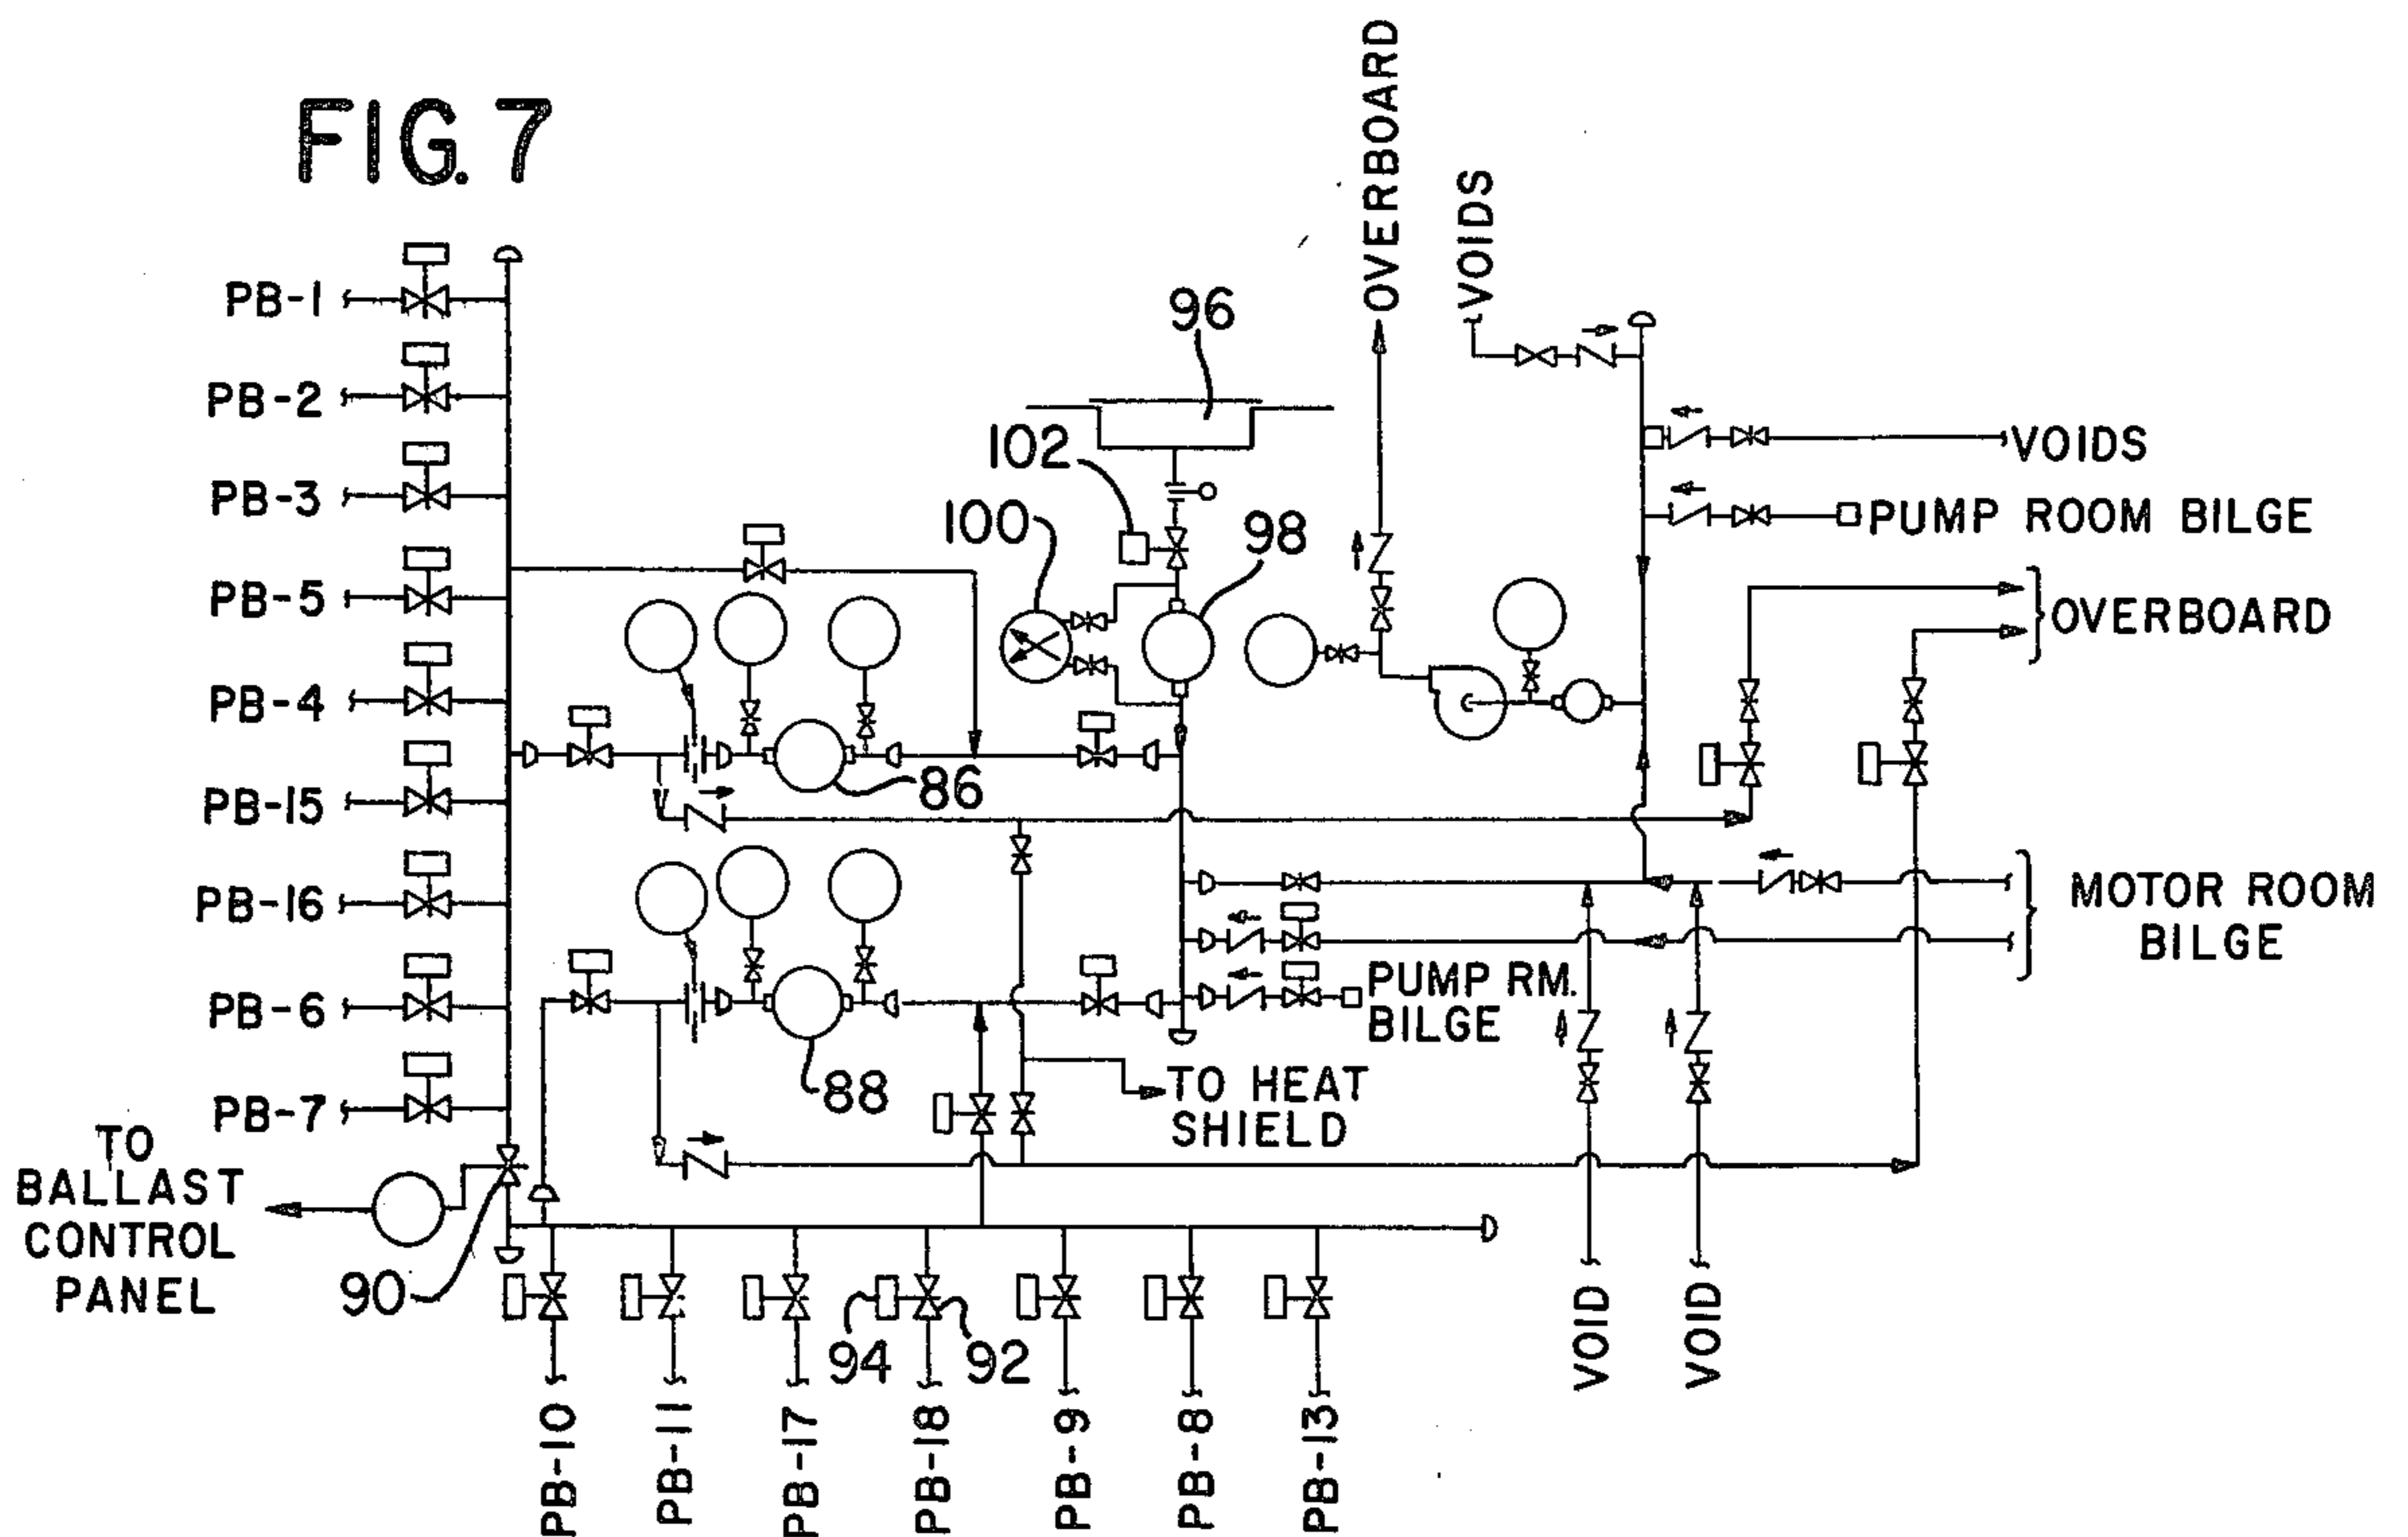 FIG. 7
OVERBOARD
VOIDS
PB-1
PB-2
PB-3
PB-5
PB-4
PB-15
PB-16
PB-6
PB-7
96
102
100
98
VOIDS
PUMP ROOM BILGE
OVERBOARD
86
MOTOR ROOM
BILGE
PUMP RM.
BILGE
88
TO HEAT
SHIELD
TO
BALLAST
CONTROL
PANEL
90
94
92
PB-10
PB-11
PB-17
PB-18
PB-9
PB-8
PB-13
VOID
VOID